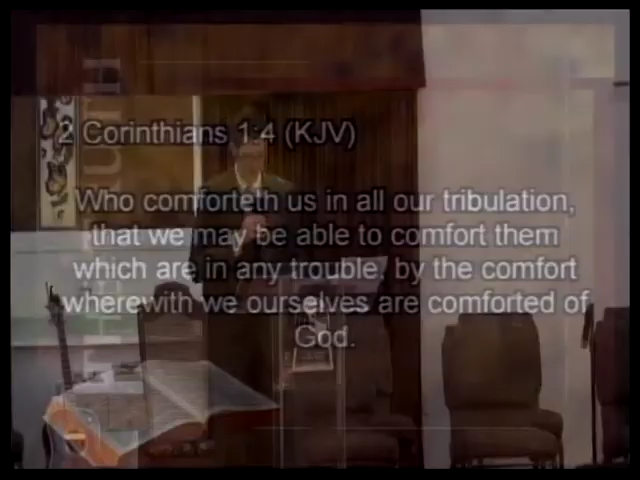 2 Corinthians 1:4 (KJV)
Who comforteth us in all our tribulation,
that we may be able to comfort them
which are in any trouble, by the comfort
wherewith we ourselves are comforted of
God.